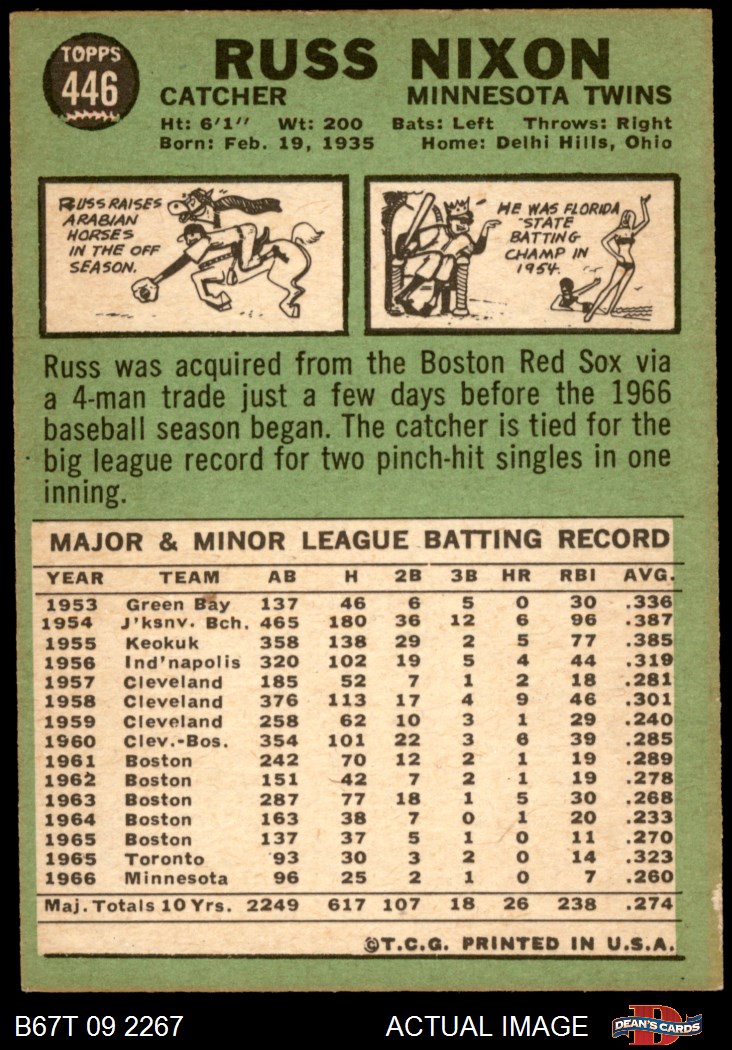 TOPPS
446
RUSS NIXON
CATCHER MINNESOTA TWINS
Ht: 6'1" Wt: 200 Bats: Left Throws: Right
Born: Feb. 19, 1935 Home: Delhi Hills, Ohio
RUSS RAISES
ARABIAN
HORSES
IN THE OFF
SEASON.
HE WAS FLORIDA
STATE
BATTING
CHAMP IN
1954.
Russ was acquired from the Boston Red Sox via
a 4-man trade just a few days before the 1966
baseball season began. The catcher is tied for the
big league record for two pinch-hit singles in one
inning.
MAJOR & MINOR LEAGUE BATTING RECORD
YEAR TEAM AB H 2B 3B HR RBI AVG.
1953 Green Bay 137 46 6 5 0 30 .336
1954 J'ksnv. Bch. 465 180 36 12 6 96 .387
1955 Keokuk 358 138 29 2 5 77 .385
1956 Ind'napolis 320 102 19 5 4 44 .319
1957 Cleveland 185 52 7 1 2 18 .281
1958 Cleveland 376 113 17 4 9 46 .301
1959 Cleveland 258 62 10 3 1 29 .240
1960 Clev.-Bos. 354 101 22 3 6 39 .285
1961 Boston 242 70 12 2 1 19 .289
1962 Boston 151 42 7 2 1 19 .278
1963 Boston 287 77 18 1 5 30 .268
1964 Boston 163 38 7 0 1 20 .233
1965 Boston 137 37 5 1 0 11 .270
1965 Toronto 93 30 3 2 0 14 .323
1966 Minnesota 96 25 2 1 0 7 .260
Maj. Totals 10 Yrs. 2249 617 107 18 26 238 .274
©T.C.G. PRINTED IN U.S.A.
B67T 09 2267 ACTUAL IMAGE
D
DEAN'S CARDS